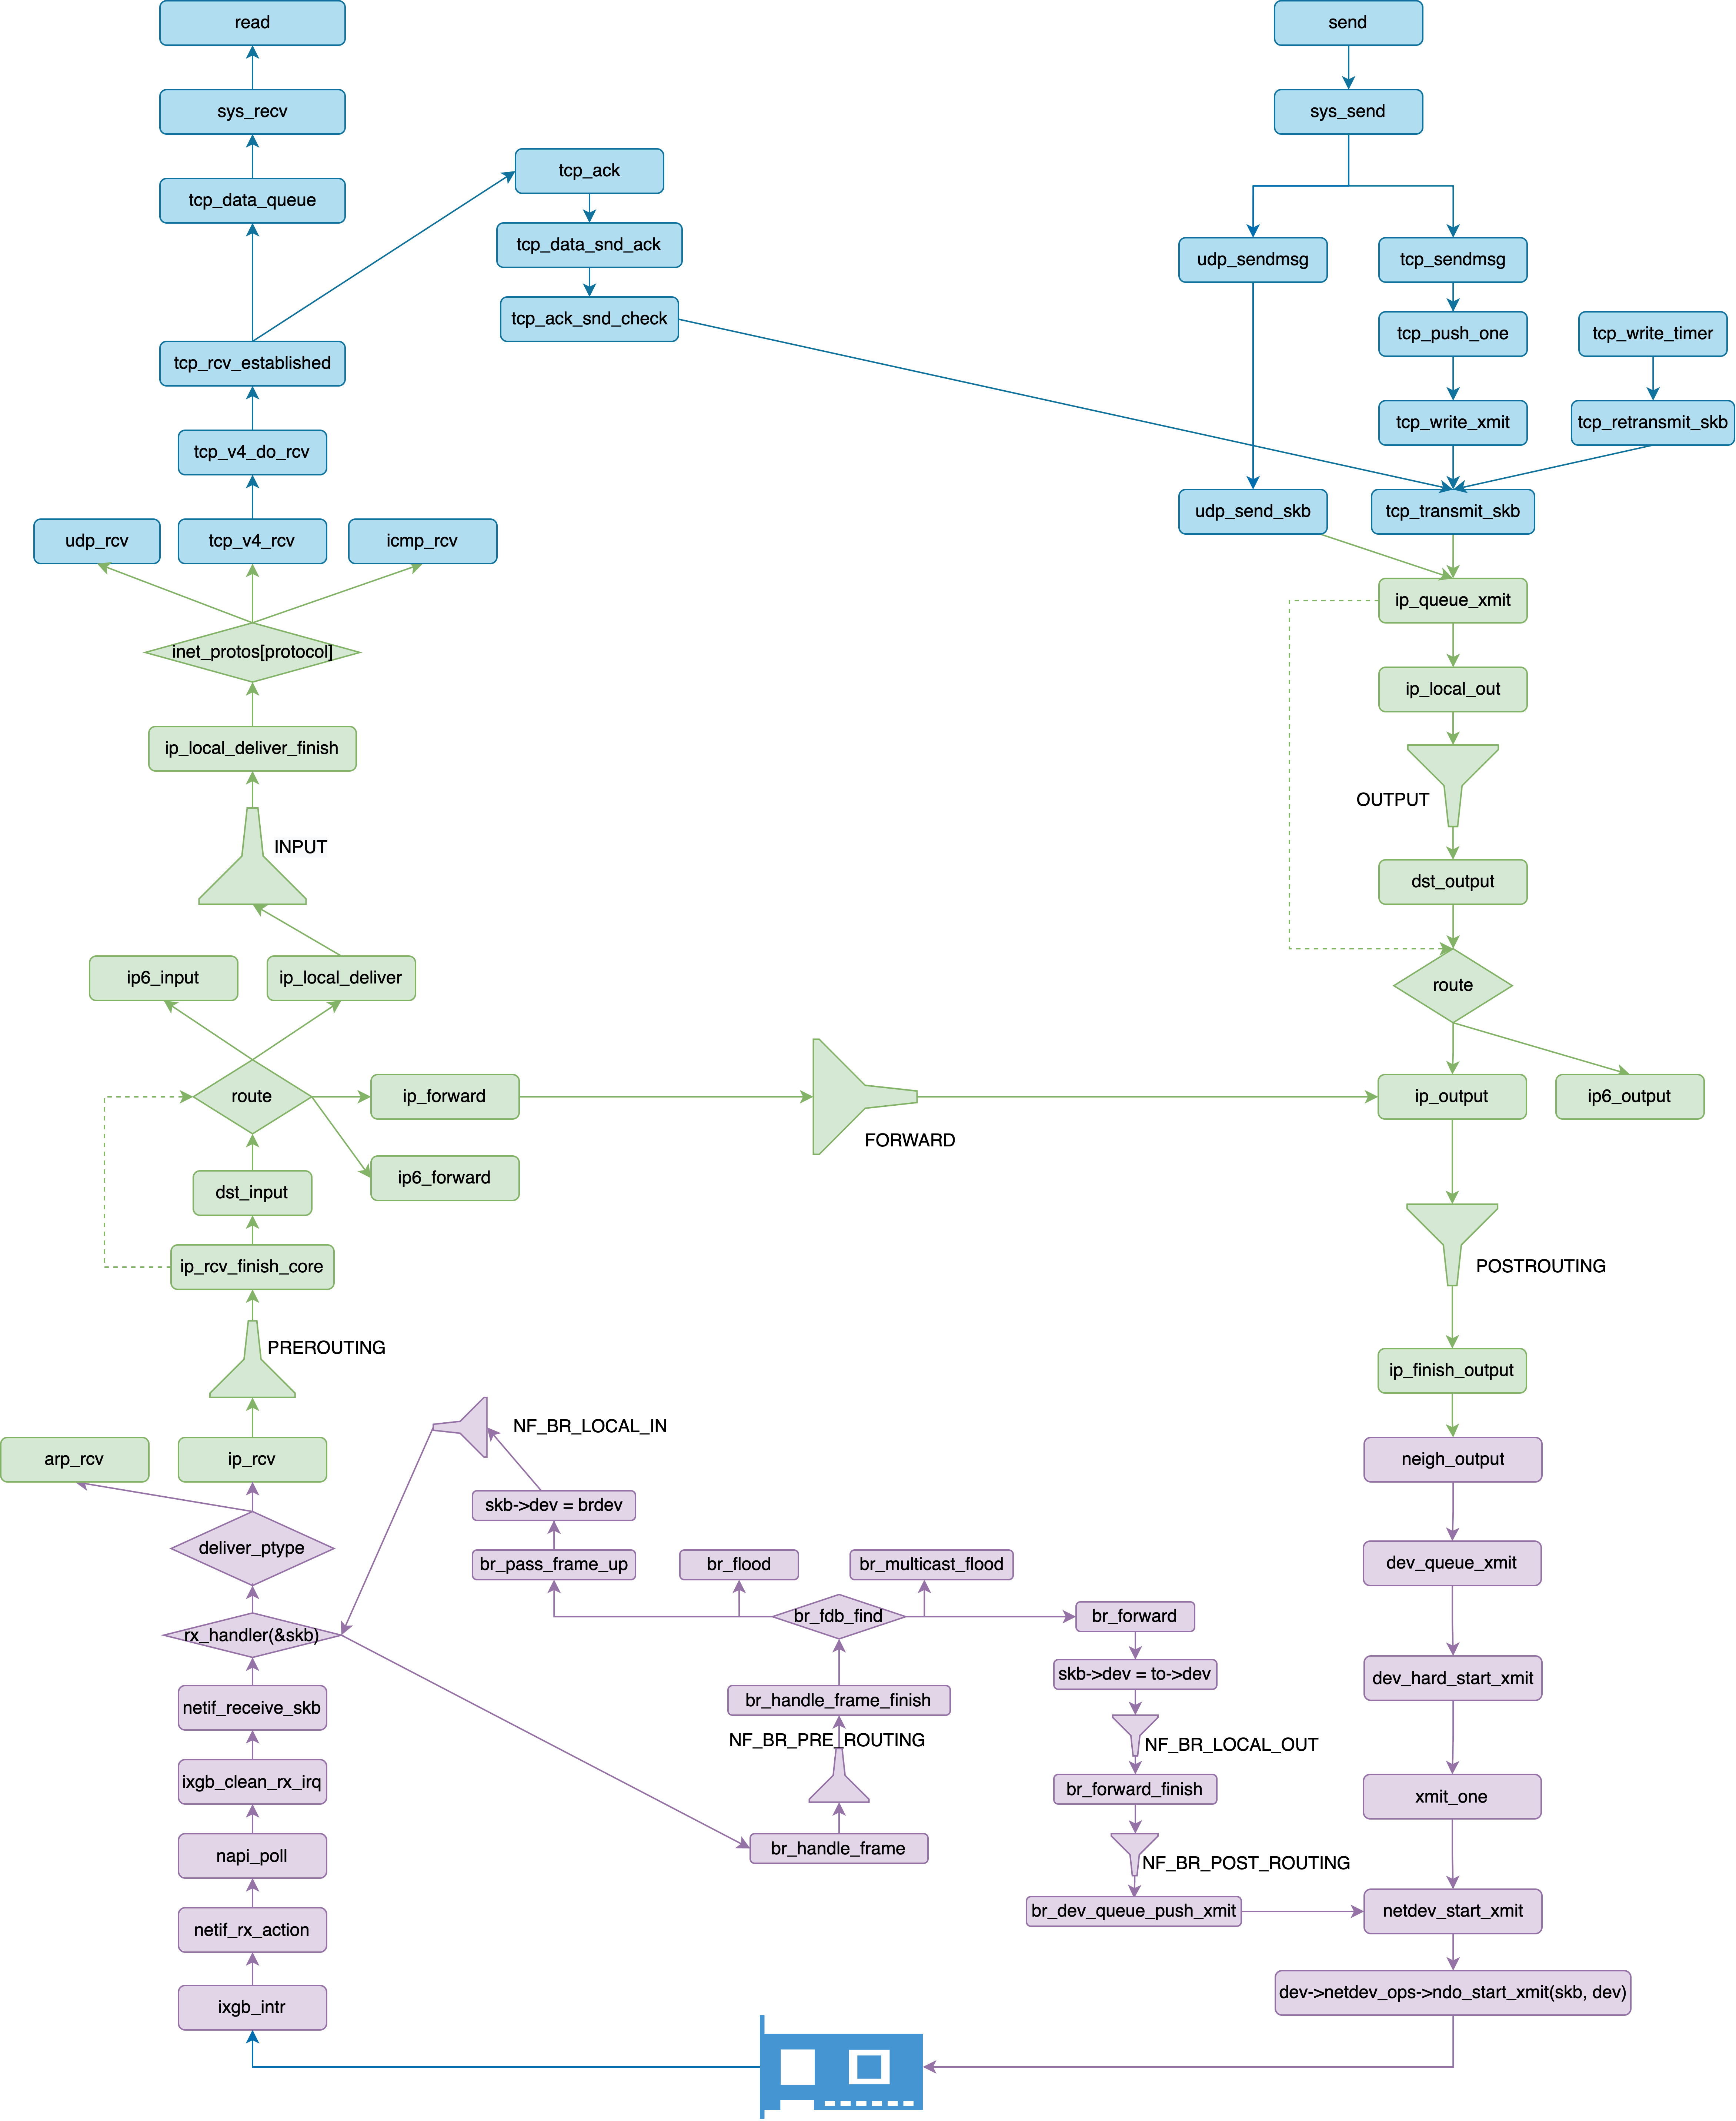 read
send
sys_recv
sys_send
tcp_ack
tcp_data_queue
tcp_data_snd_ack
udp_sendmsg
tcp_sendmsg
tcp_ack_snd_check
tcp_push_one
tcp_write_timer
tcp_rcv_established
tcp_write_xmit
tcp_retransmit_skb
tcp_v4_do_rcv
udp_send_skb
tcp_transmit_skb
udp_rcv
tcp_v4_rcv
icmp_rcv
ip_queue_xmit
inet_protos[protocol]
ip_local_out
ip_local_deliver_finish
OUTPUT
INPUT
dst_output
ip6_input
ip_local_deliver
route
route
ip_forward
ip_output
ip6_output
FORWARD
ip6_forward
dst_input
ip_rcv_finish_core
POSTROUTING
PREROUTING
ip_finish_output
NF_BR_LOCAL_IN
arp_rcv
ip_rcv
neigh_output
skb->dev = brdev
deliver_ptype
br_pass_frame_up
br_flood
br_multicast_flood
dev_queue_xmit
br_fdb_find
br_forward
rx_handler(&skb)
skb->dev = to->dev
dev_hard_start_xmit
netif_receive_skb
br_handle_frame_finish
NF_BR_PRE_ROUTING
NF_BR_LOCAL_OUT
ixgb_clean_rx_irq
br_forward_finish
xmit_one
napi_poll
br_handle_frame
NF_BR_POST_ROUTING
netif_rx_action
br_dev_queue_push_xmit
netdev_start_xmit
ixgb_intr
dev->netdev_ops->ndo_start_xmit(skb, dev)